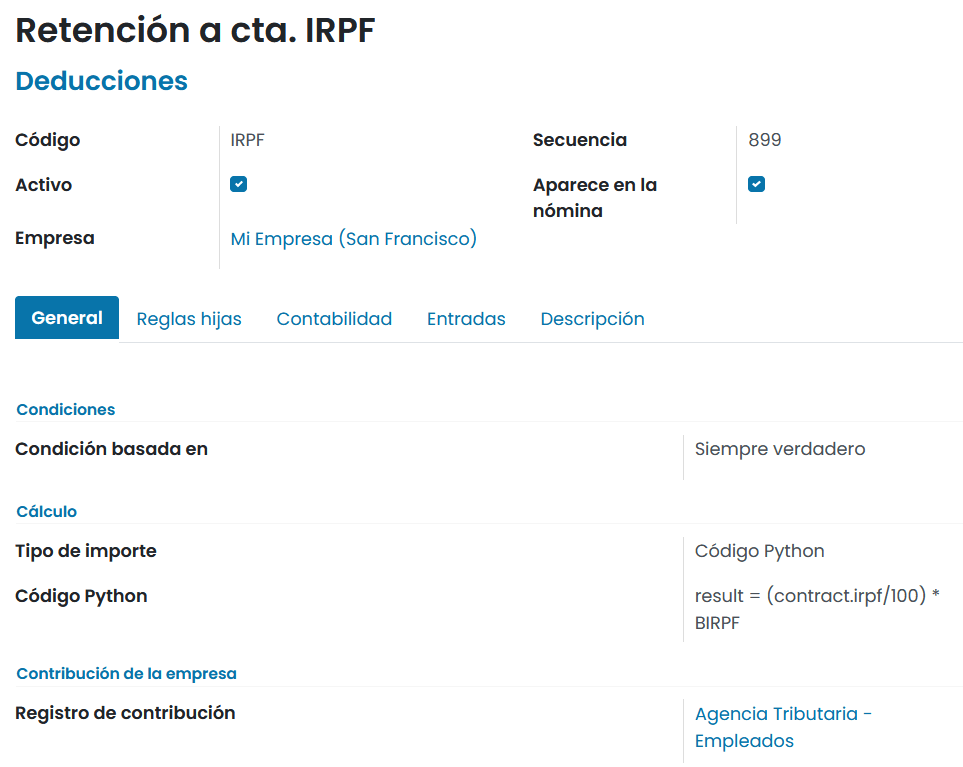 Retención a cta. IRPF
Deducciones
Código
IRPF
Secuencia
899
Activo
Aparece en la
nómina
Empresa
Mi Empresa (San Francisco)
General
Reglas hijas
Contabilidad
Entradas
Descripción
Condiciones
Condición basada en
Siempre verdadero
Cálculo
Tipo de importe
Código Python
Código Python
result = (contract.irpf/100) *
BIRPF
Contribución de la empresa
Registro de contribución
Agencia Tributaria -
Empleados